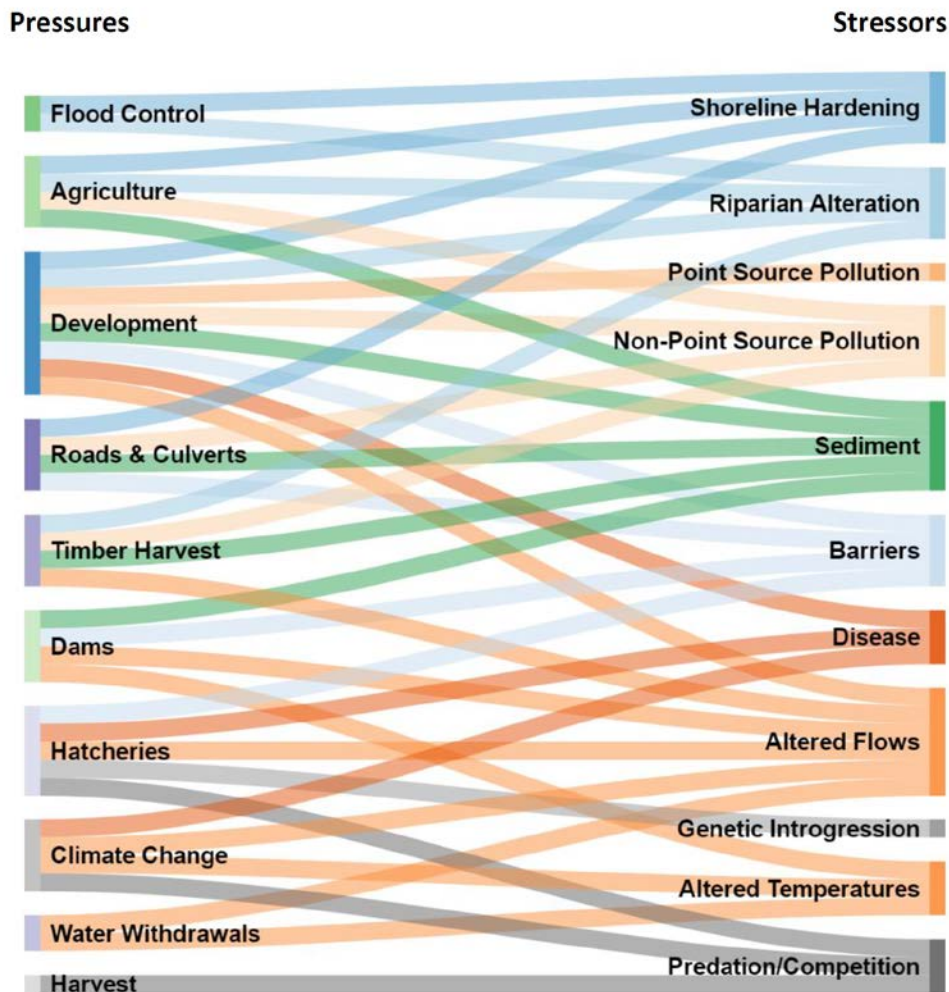 Pressures
Stressors
Flood Control
Agriculture
Development
Roads & Culverts
Timber Harvest
Dams
Hatcheries
Climate Change
Water Withdrawals
Harvest
Shoreline Hardening
Riparian Alteration
Point Source Pollution
Non-Point Source Pollution
Sediment
Barriers
Disease
Altered Flows
Genetic Introgression
Altered Temperatures
Predation/Competition